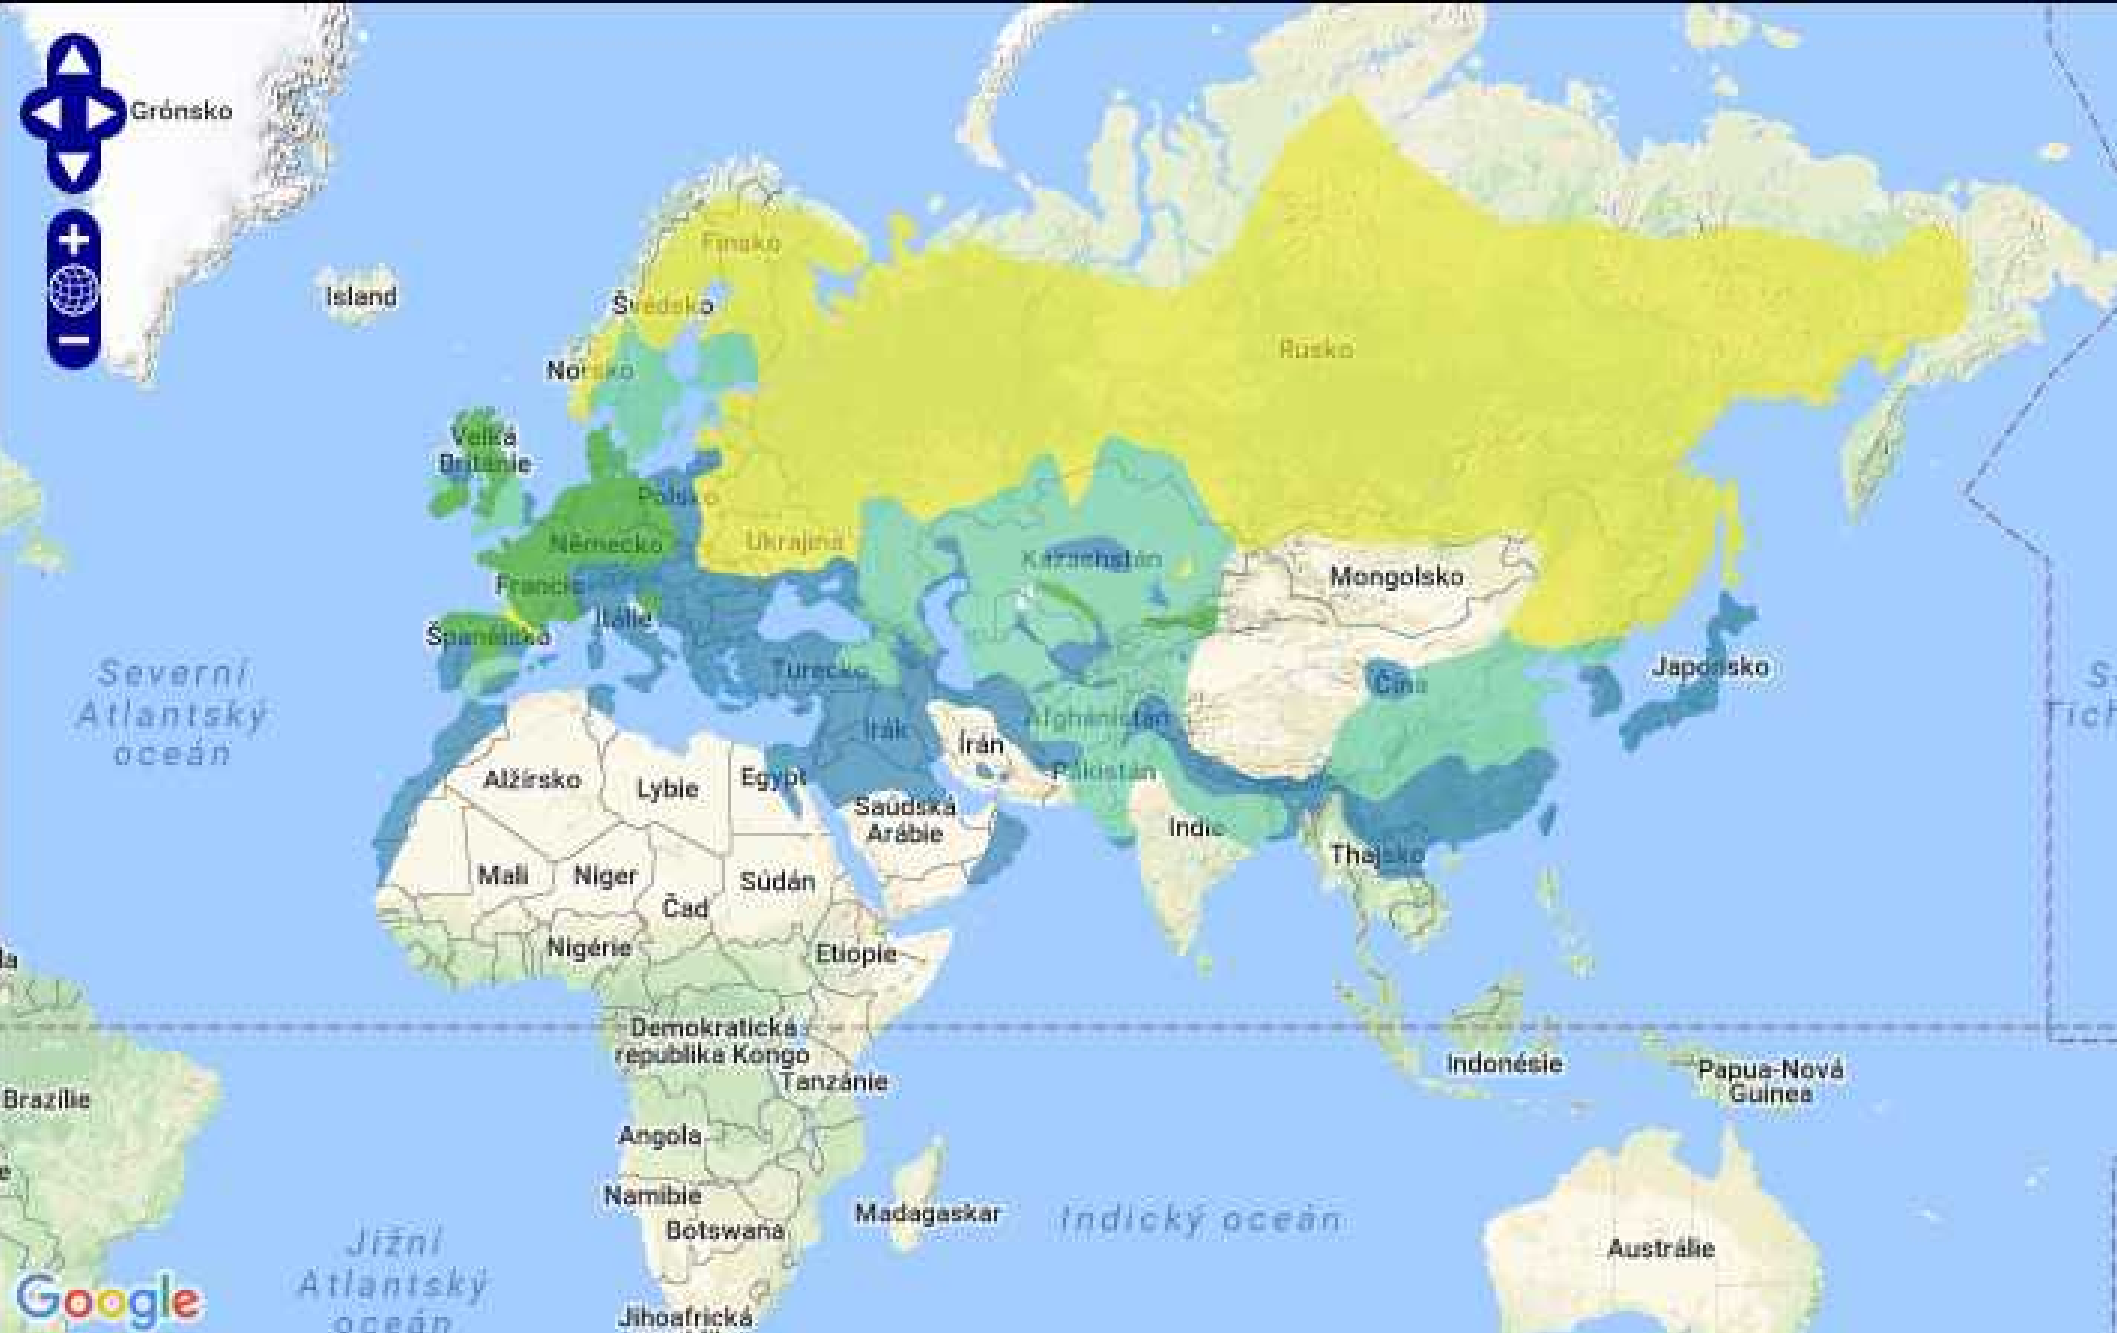 Grónsko
Finsko
Island
Švédsko
Rusko
Norsko
Velká
Británie
Polsko
Německo
Ukrajina
Kazachstán
Mongolsko
Francie
Itálie
Španělsko
Turecko
Čína
Japonsko
Severní
Atlantský
oceán
Afghánistán
Irák
Írán
Pákistán
Alžírsko
Lybie
Egypt
Saúdská
Arábie
Indie
Thajsko
Mali
Niger
Súdán
Čad
Nigérie
Etiopie
Demokratická
republika Kongo
Tanzánie
Indonésie
Papua-Nová
Guinea
Brazílie
Angola
Namibie
Botswana
Madagaskar
Indický oceán
Austrálie
Jižní
Atlantský
oceán
Google
Jihoafrická